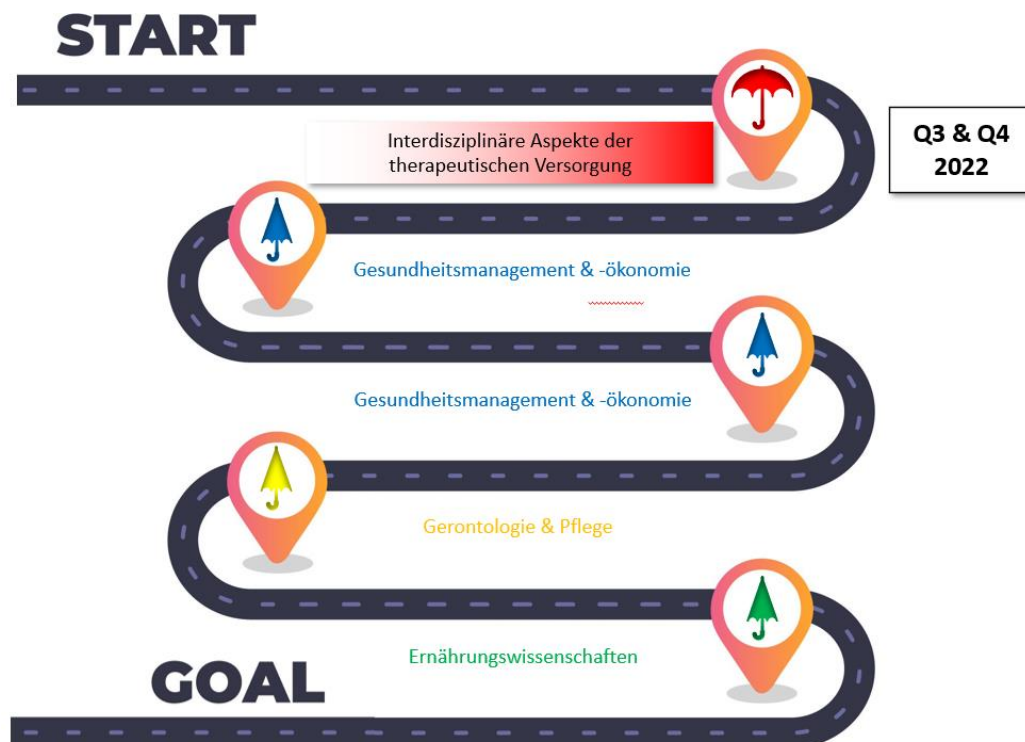 START
Interdisziplinäre Aspekte der
therapeutischen Versorgung
Q3 & Q4
2022
Gesundheitsmanagement & -ökonomie
Gesundheitsmanagement & -ökonomie
Gerontologie & Pflege
Ernährungswissenschaften
GOAL